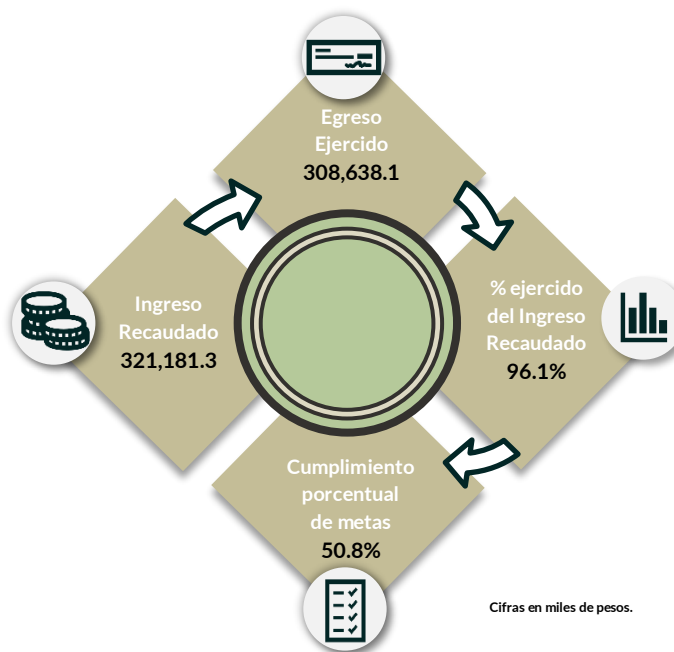 Egreso
Ejercido
308,638.1
Ingreso
Recaudado
321,181.3
% ejercido
del Ingreso
Recaudado
96.1%
Cumplimiento
porcentual
de metas
50.8%
Cifras en miles de pesos.